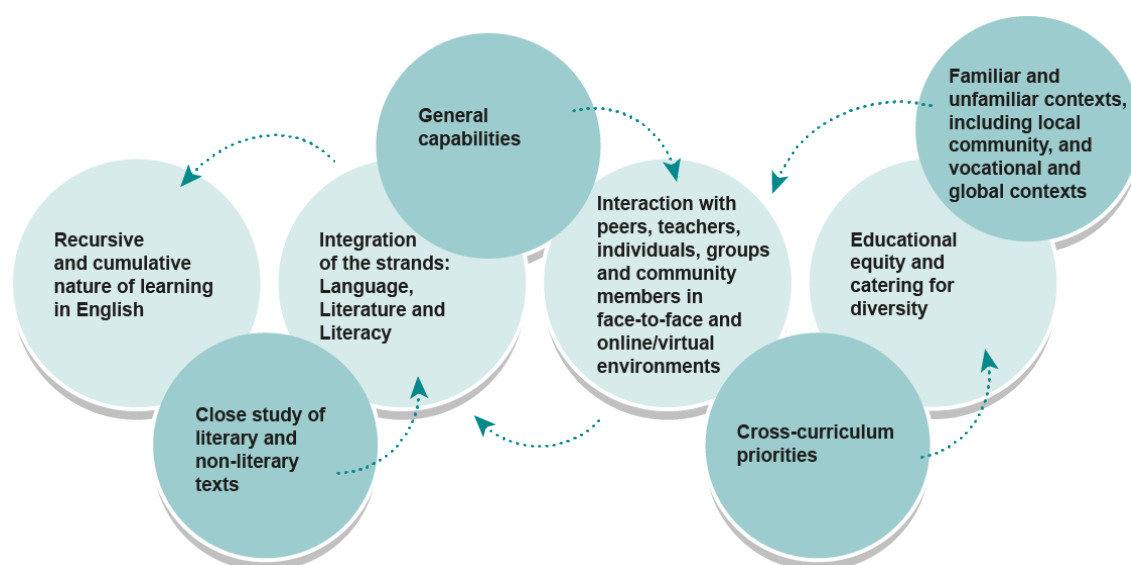 Recursive
and cumulative
nature of learning
in English
Close study of
literary and
non-literary
texts
Integration
of the strands:
Language,
Literature and
Literacy
General
capabilities
Interaction with
peers, teachers,
individuals, groups
and community
members in
face-to-face and
online/virtual
environments
Cross-curriculum
priorities
Educational
equity and
catering for
diversity
Familiar and
unfamiliar contexts,
including local
community, and
vocational and
global contexts